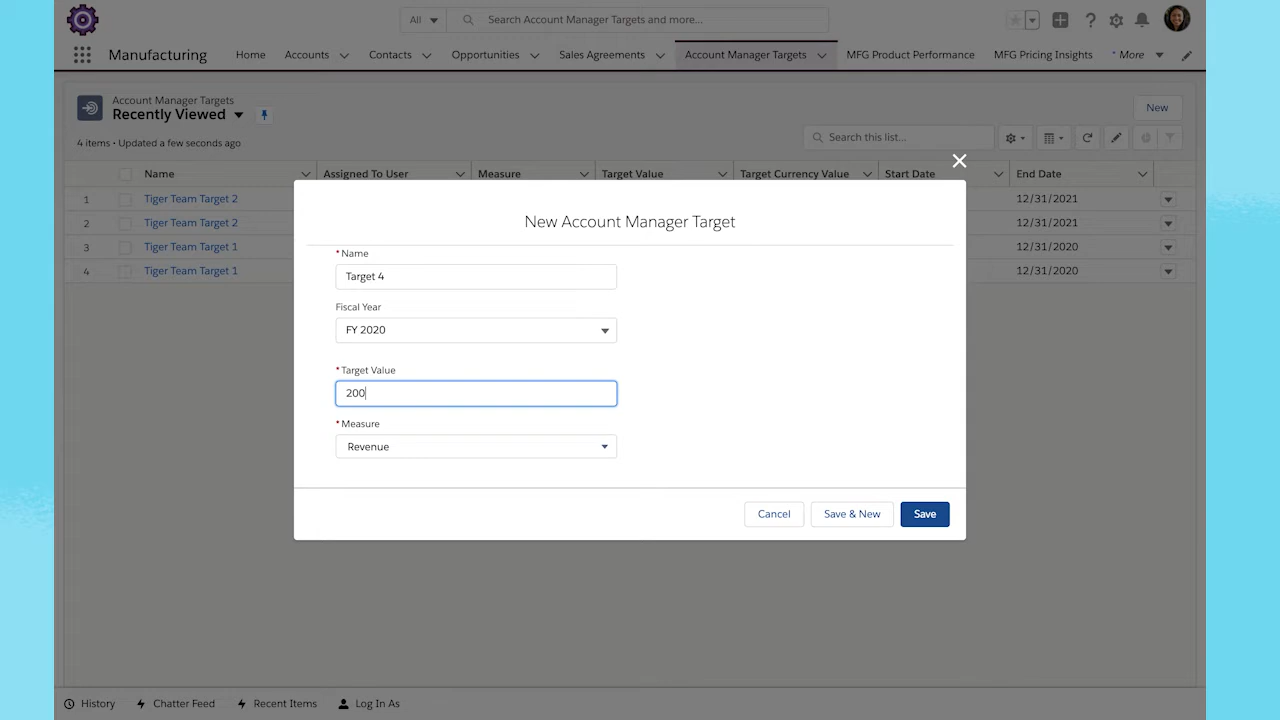 All
Search Account Manager Targets and more...
Manufacturing
Home
Accounts
Contacts
Opportunities
Sales Agreements
Account Manager Targets
MFG Product Performance
MFG Pricing Insights
* More
Account Manager Targets
Recently Viewed
New
4 items • Updated a few seconds ago
Search this list...
Name
Assigned To User
Measure
Target Value
Target Currency Value
Start Date
End Date
1 Tiger Team Target 2 12/31/2021
2 Tiger Team Target 2 12/31/2021
3 Tiger Team Target 1 12/31/2020
4 Tiger Team Target 1 12/31/2020
New Account Manager Target
* Name
Target 4
Fiscal Year
FY 2020
* Target Value
200
* Measure
Revenue
Cancel
Save & New
Save
History
Chatter Feed
Recent Items
Log In As